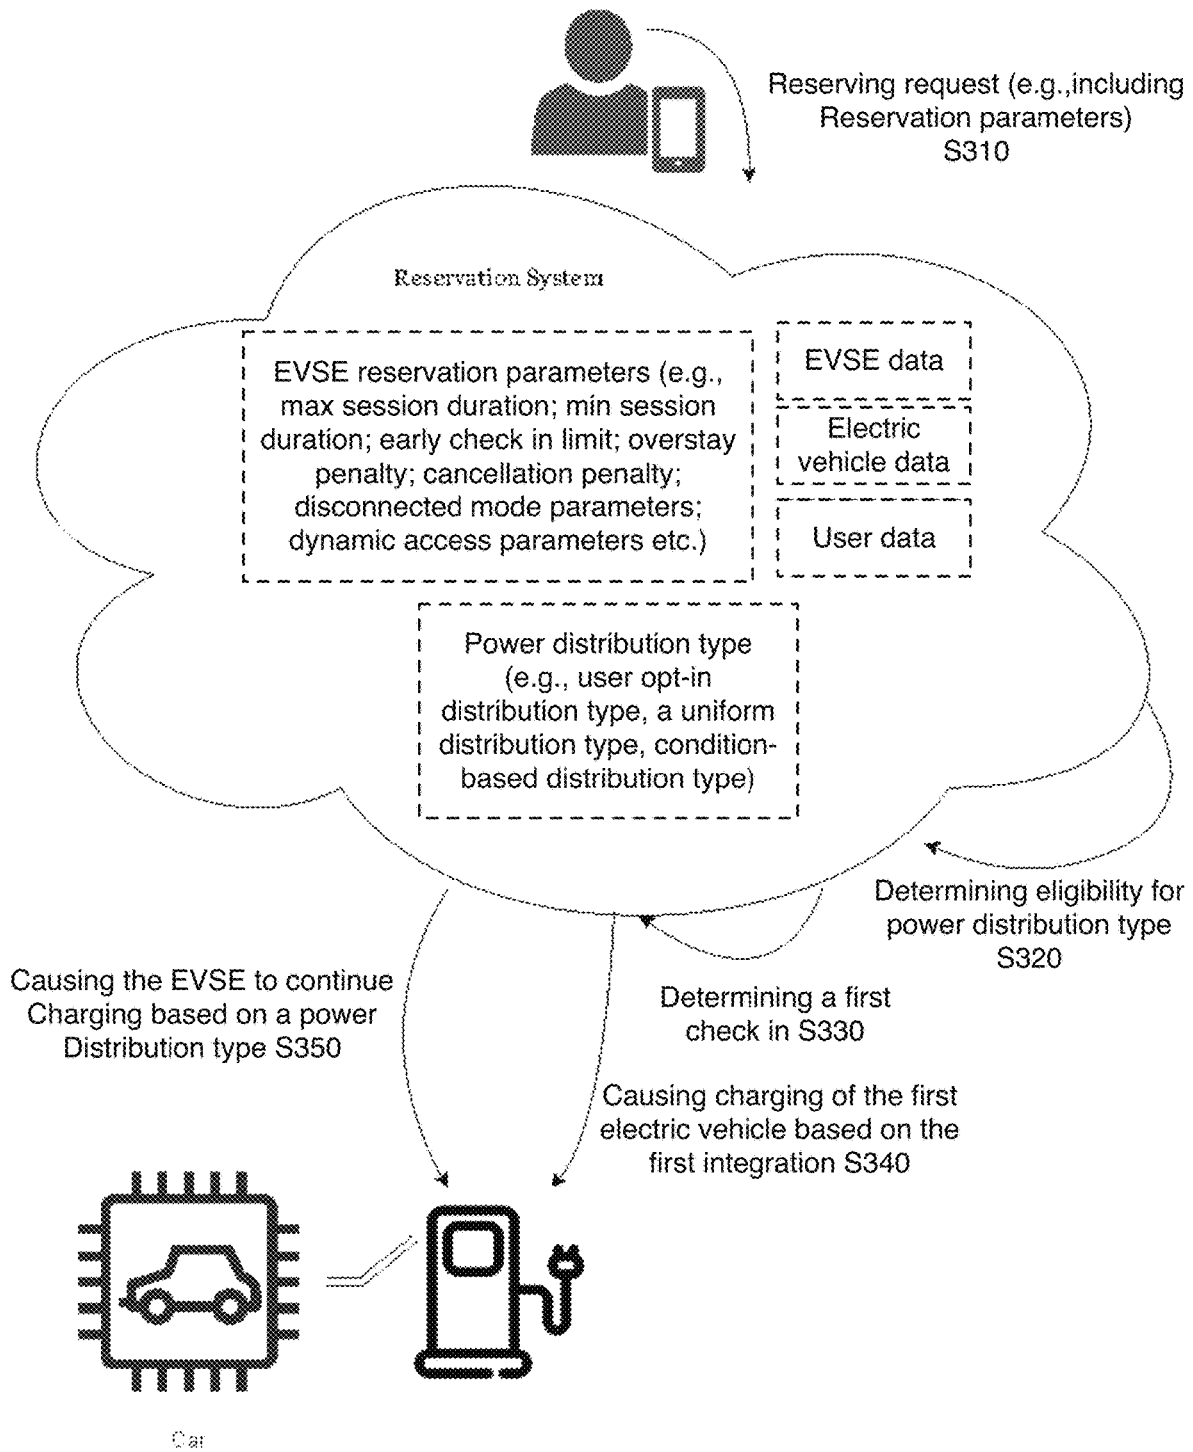 Reserving request (e.g.,including
Reservation parameters)
S310
Reservation System
EVSE reservation parameters (e.g.,
max session duration; min session
duration; early check in limit; overstay
penalty; cancellation penalty;
disconnected mode parameters;
dynamic access parameters etc.)
EVSE data
Electric
vehicle data
User data
Power distribution type
(e.g., user opt-in
distribution type, a uniform
distribution type, condition-
based distribution type)
Determining eligibility for
power distribution type
S320
Causing the EVSE to continue
Charging based on a power
Distribution type S350
Determining a first
check in S330
Causing charging of the first
electric vehicle based on the
first integration S340
Car